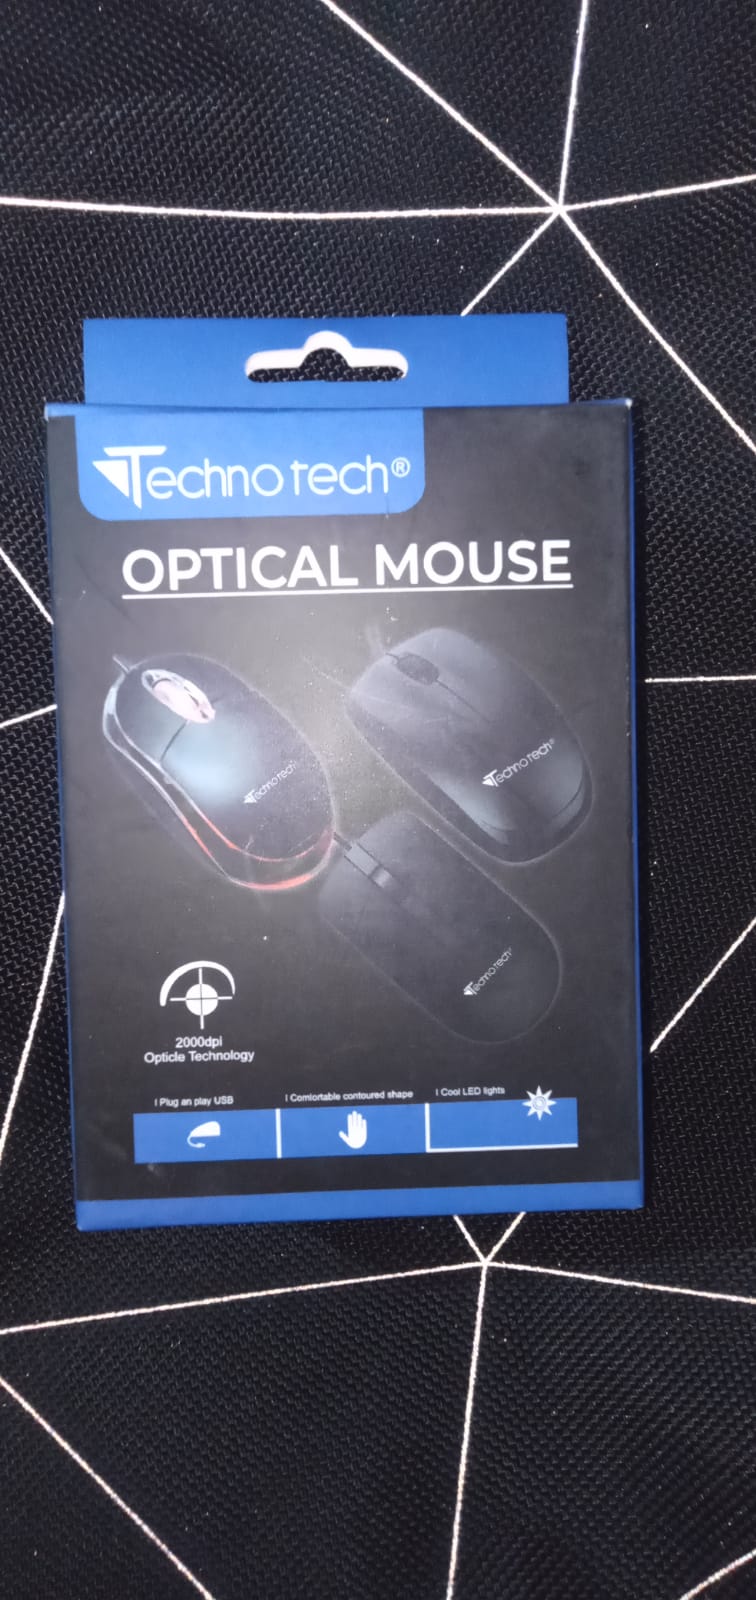 Techno tech®
OPTICAL MOUSE
Techno tech
Techno tech®
Techno tech
2000dpi
Opticle Technology
I Plug an play USB
I Comlortable contoured shape
I Cool LED lights